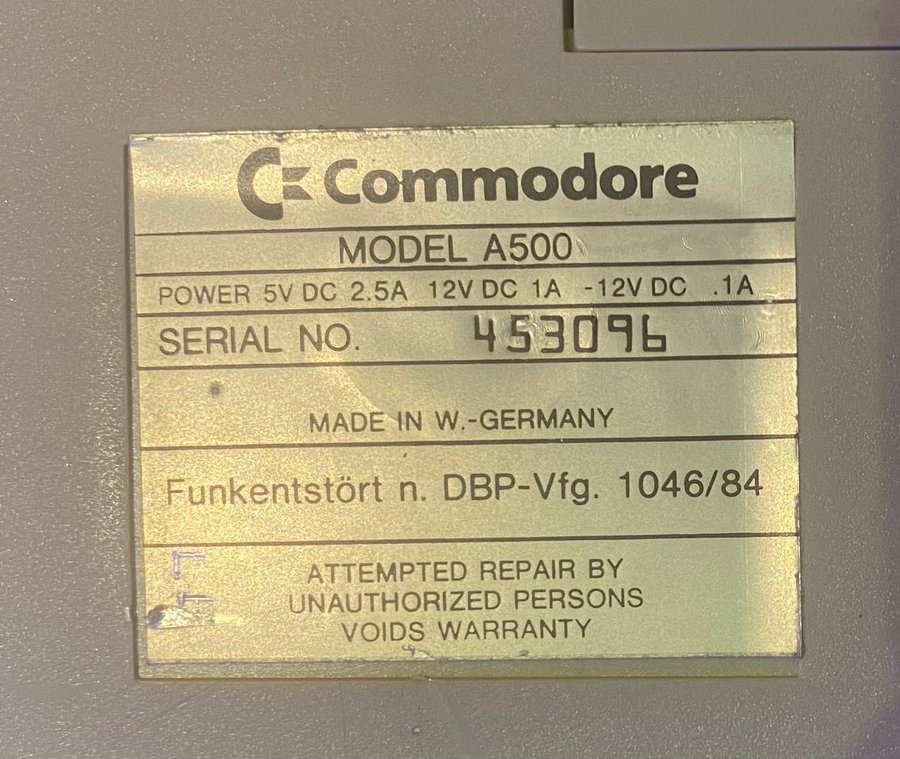 Commodore
MODEL A500
POWER 5V DC 2.5A 12V DC 1A -12V DC .1A
SERIAL NO. 453096
MADE IN W.-GERMANY
Funkentstört n. DBP-Vfg. 1046/84
ATTEMPTED REPAIR BY
UNAUTHORIZED PERSONS
VOIDS WARRANTY